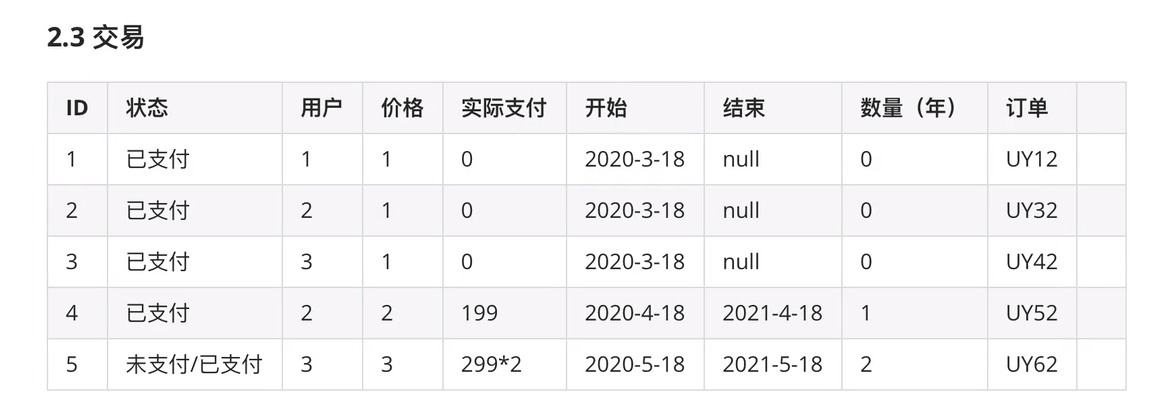 2.3 交易
ID 状态 用户 价格 实际支付 开始 结束 数量（年） 订单
1 已支付 1 1 0 2020-3-18 null 0 UY12
2 已支付 2 1 0 2020-3-18 null 0 UY32
3 已支付 3 1 0 2020-3-18 null 0 UY42
4 已支付 2 2 199 2020-4-18 2021-4-18 1 UY52
5 未支付/已支付 3 3 299*2 2020-5-18 2021-5-18 2 UY62